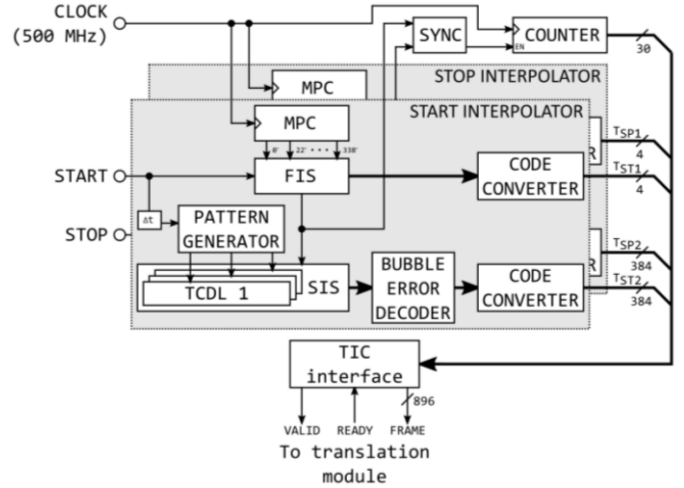 CLOCK
(500 MHz)
SYNC
EN
COUNTER
30
STOP INTERPOLATOR
MPC
START INTERPOLATOR
MPC
0° 22° • • • • 338°
R
TSP1
4
START
FIS
CODE
CONVERTER
TST1
4
Δt
PATTERN
GENERATOR
STOP
R
TSP2
384
TCDL 1
SIS
BUBBLE
ERROR
DECODER
CODE
CONVERTER
TST2
384
TIC
interface
896
VALID READY FRAME
To translation
module